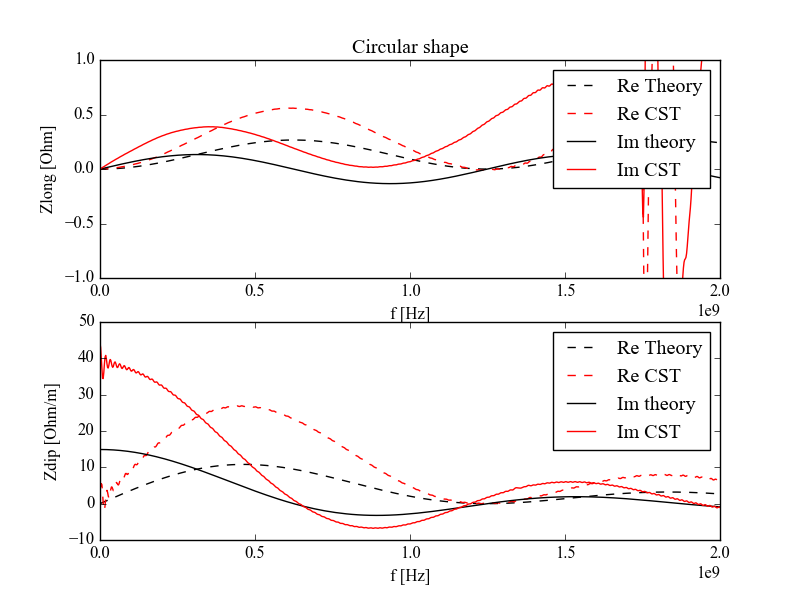 Circular shape
1.0
0.5
0.0
−0.5
−1.0
Zlong [Ohm]
Re Theory
Re CST
Im theory
Im CST
0.0 0.5 1.0 1.5 2.0
1e9
f [Hz]
50
40
30
20
10
0
−10
Zdip [Ohm/m]
Re Theory
Re CST
Im theory
Im CST
0.0 0.5 1.0 1.5 2.0
1e9
f [Hz]